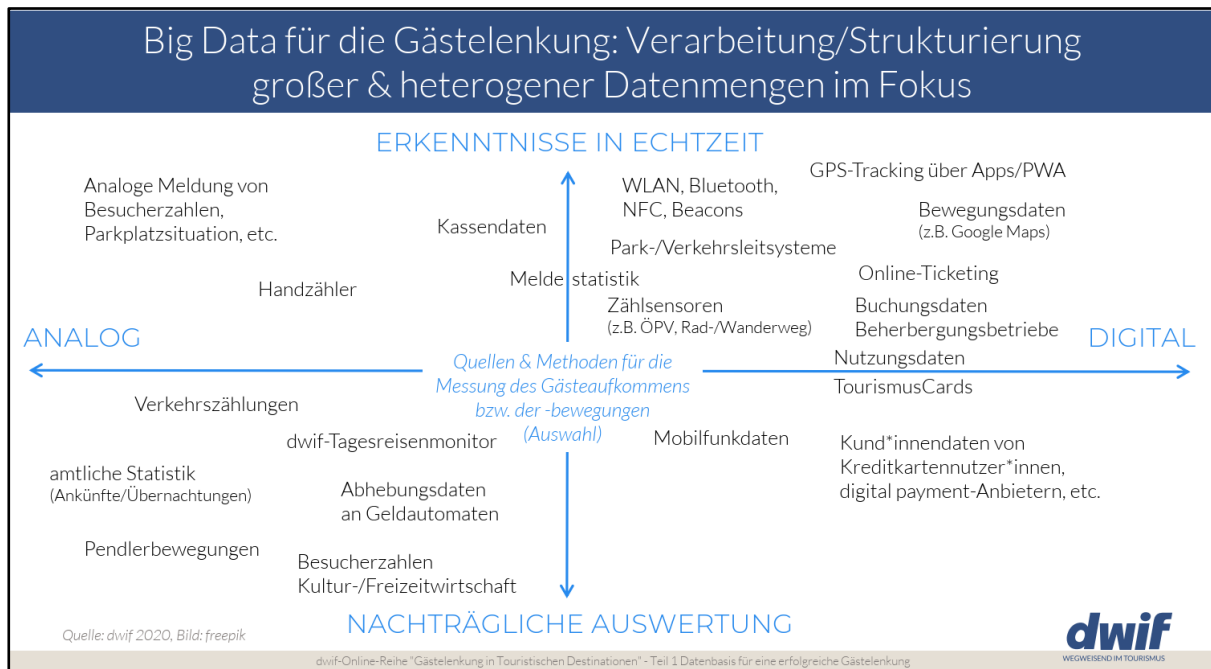 Big Data für die Gästelenkung: Verarbeitung/Strukturierung
großer & heterogener Datenmengen im Fokus
ERKENNTNISSE IN ECHTZEIT
Analoge Meldung von
Besucherzahlen,
Parkplatzsituation, etc.
Kassendaten
Handzähler
Meldestatistik
WLAN, Bluetooth,
NFC, Beacons
GPS-Tracking über Apps/PWA
Bewegungsdaten
(z.B. Google Maps)
Park-/Verkehrsleitsysteme
Online-Ticketing
Zählsensoren
(z.B. ÖPV, Rad-/Wanderweg)
Buchungsdaten
Beherbergungsbetriebe
ANALOG
DIGITAL
Quellen & Methoden für die
Messung des Gästeaufkommens
bzw. der -bewegungen
(Auswahl)
Nutzungsdaten
TourismusCards
Verkehrszählungen
dwif-Tagesreisenmonitor
amtliche Statistik
(Ankünfte/Übernachtungen)
Abhebungsdaten
an Geldautomaten
Pendlerbewegungen
Besucherzahlen
Kultur-/Freizeitwirtschaft
Mobilfunkdaten
Kund*innendaten von
Kreditkartennutzer*innen,
digital payment-Anbietern, etc.
NACHTRÄGLICHE AUSWERTUNG
Quelle: dwif 2020, Bild: freepik
dwif
WEGWEISEND IM TOURISMUS
dwif-Online-Reihe "Gästelenkung in Touristischen Destinationen" - Teil 1 Datenbasis für eine erfolgreiche Gästelenkung